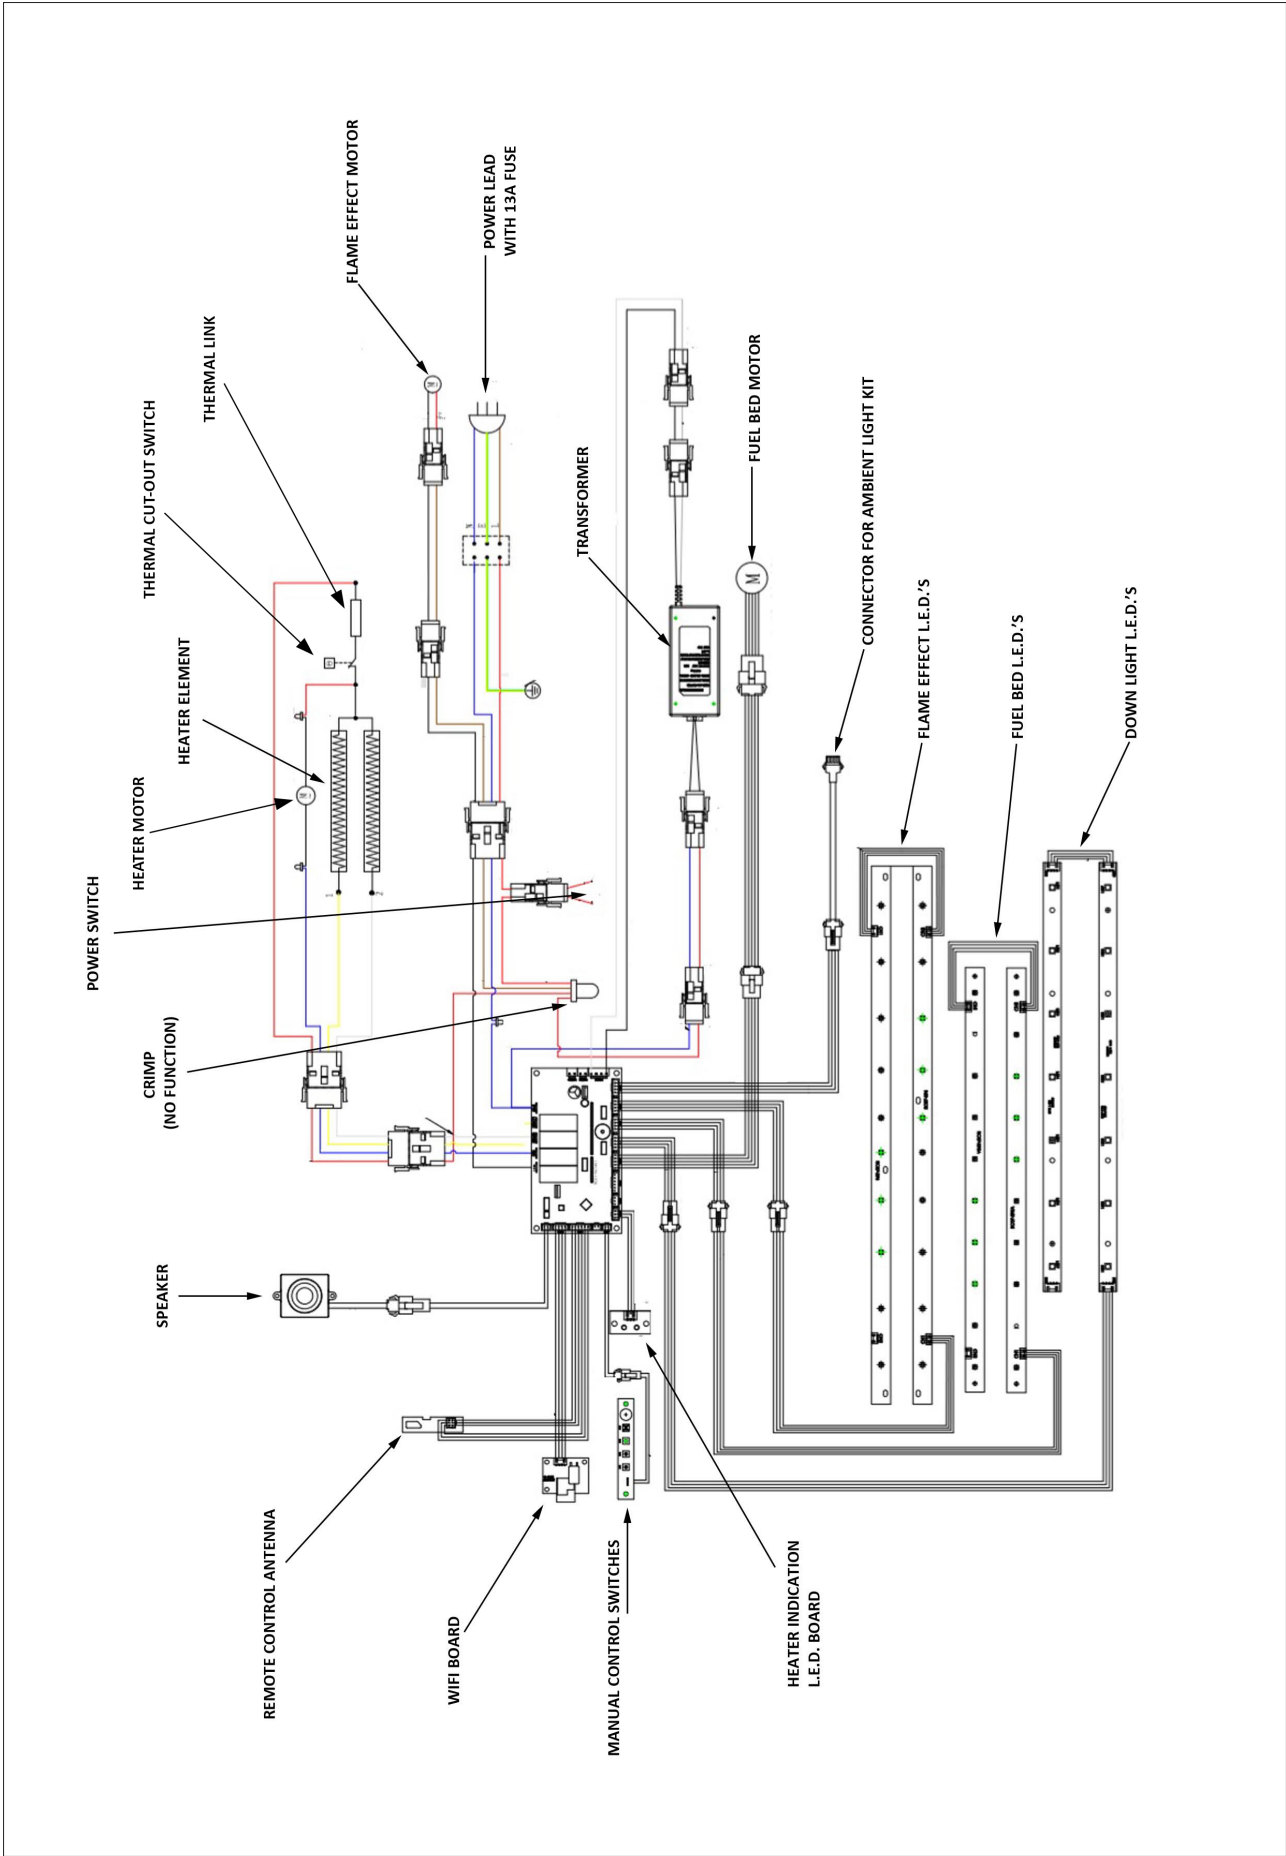 SPEAKER
REMOTE CONTROL ANTENNA
WIFI BOARD
MANUAL CONTROL SWITCHES
HEATER INDICATION
L.E.D. BOARD
CRIMP
(NO FUNCTION)
POWER SWITCH
HEATER MOTOR
HEATER ELEMENT
THERMAL CUT-OUT SWITCH
THERMAL LINK
FLAME EFFECT MOTOR
POWER LEAD
WITH 13A FUSE
TRANSFORMER
FUEL BED MOTOR
CONNECTOR FOR AMBIENT LIGHT KIT
FLAME EFFECT L.E.D.'S
FUEL BED L.E.D.'S
DOWN LIGHT L.E.D.'S
M
M
M
1
2